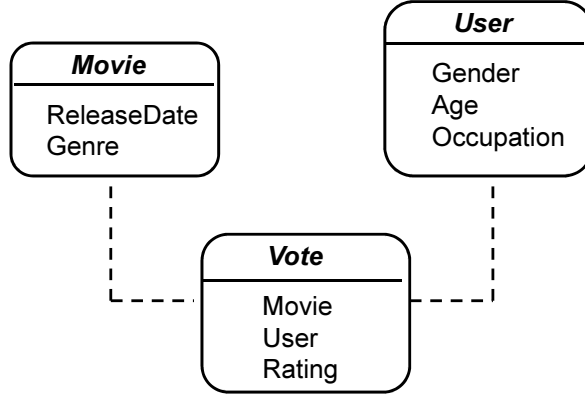 Movie
ReleaseDate
Genre
User
Gender
Age
Occupation
Vote
Movie
User
Rating